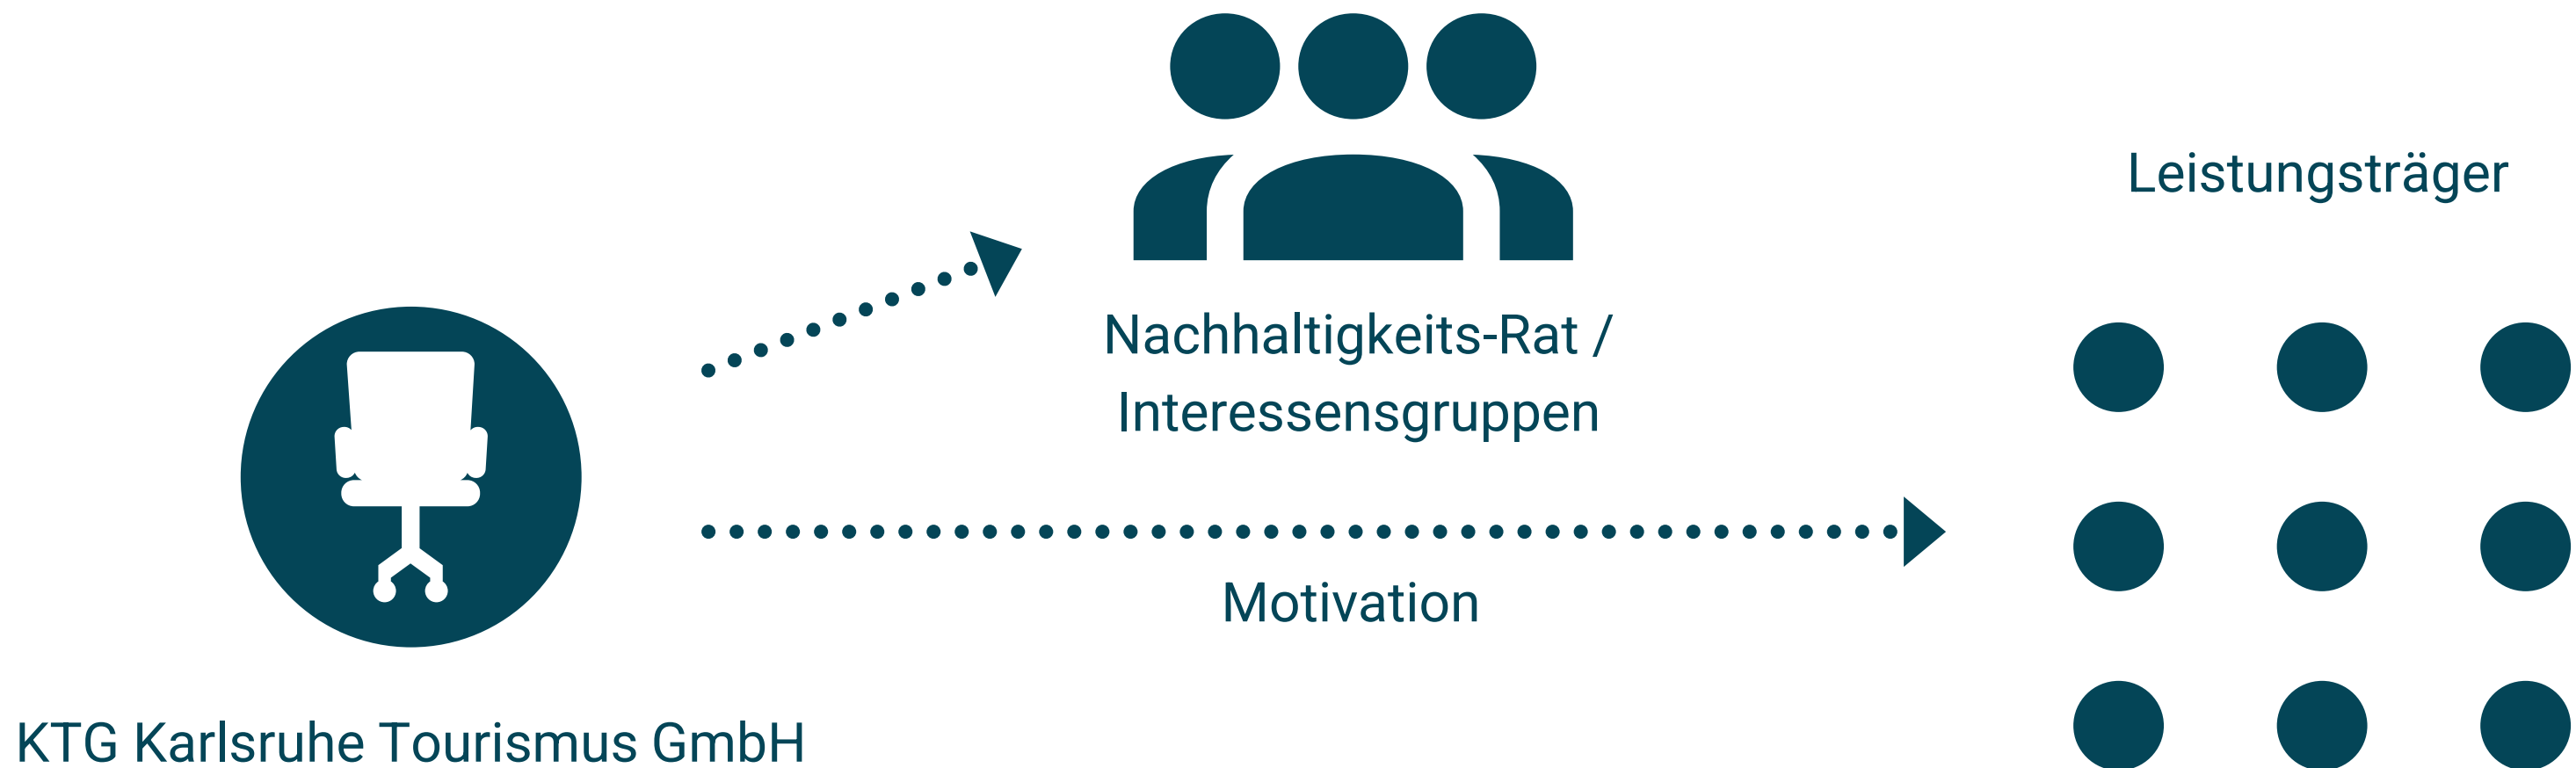 Leistungsträger
Nachhaltigkeits-Rat /
Interessensgruppen
Motivation
KTG Karlsruhe Tourismus GmbH